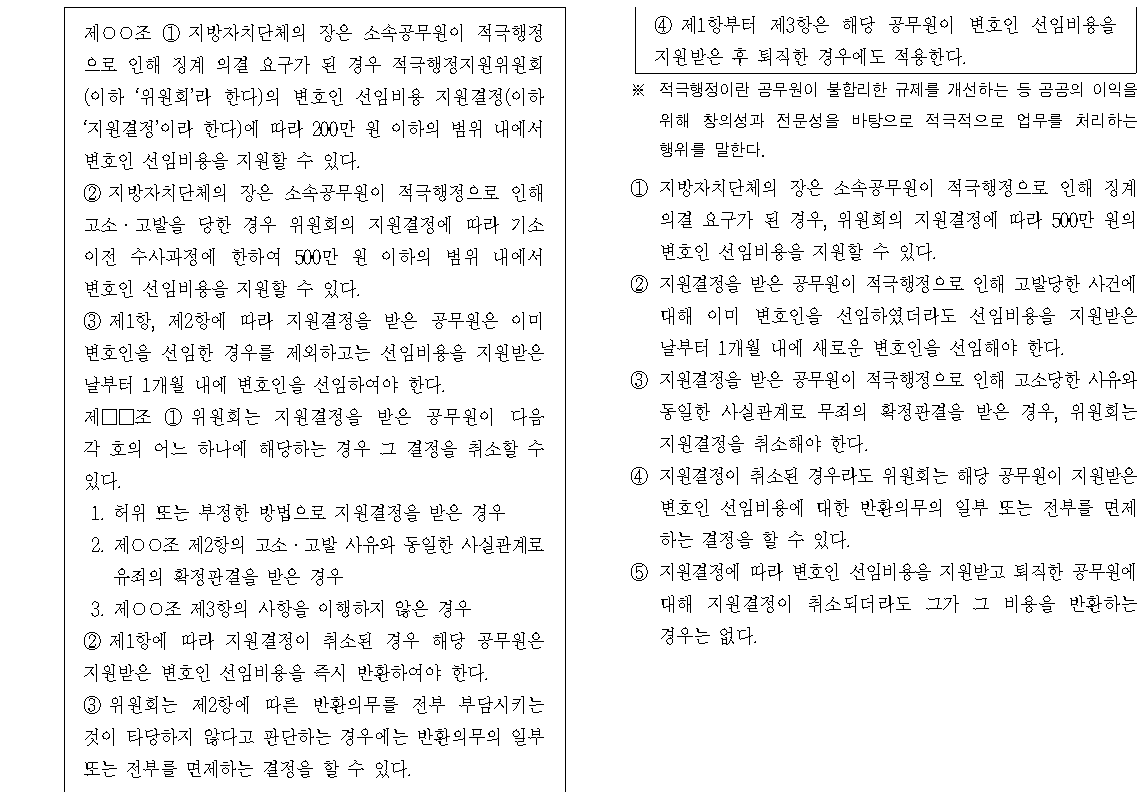 제○○조 ① 지방자치단체의 장은 소속공무원이 적극행정
으로 인해 징계 의결 요구가 된 경우 적극행정지원위원회
(이하 ‘위원회’라 한다)의 변호인 선임비용 지원결정(이하
‘지원결정’이라 한다)에 따라 200만 원 이하의 범위 내에서
변호인 선임비용을 지원할 수 있다.
② 지방자치단체의 장은 소속공무원이 적극행정으로 인해
고소ㆍ고발을 당한 경우 위원회의 지원결정에 따라 기소
이전 수사과정에 한하여 500만 원 이하의 범위 내에서
변호인 선임비용을 지원할 수 있다.
③ 제1항, 제2항에 따라 지원결정을 받은 공무원은 이미
변호인을 선임한 경우를 제외하고는 선임비용을 지원받은
날부터 1개월 내에 변호인을 선임하여야 한다.
제□□조 ① 위원회는 지원결정을 받은 공무원이 다음
각 호의 어느 하나에 해당하는 경우 그 결정을 취소할 수
있다.
1. 허위 또는 부정한 방법으로 지원결정을 받은 경우
2. 제○○조 제2항의 고소ㆍ고발 사유와 동일한 사실관계로
유죄의 확정판결을 받은 경우
3. 제○○조 제3항의 사항을 이행하지 않은 경우
② 제1항에 따라 지원결정이 취소된 경우 해당 공무원은
지원받은 변호인 선임비용을 즉시 반환하여야 한다.
③ 위원회는 제2항에 따른 반환의무를 전부 부담시키는
것이 타당하지 않다고 판단하는 경우에는 반환의무의 일부
또는 전부를 면제하는 결정을 할 수 있다.
④ 제1항부터 제3항은 해당 공무원이 변호인 선임비용을
지원받은 후 퇴직한 경우에도 적용한다.
※ 적극행정이란 공무원이 불합리한 규제를 개선하는 등 공공의 이익을
위해 창의성과 전문성을 바탕으로 적극적으로 업무를 처리하는
행위를 말한다.
① 지방자치단체의 장은 소속공무원이 적극행정으로 인해 징계
의결 요구가 된 경우, 위원회의 지원결정에 따라 500만 원의
변호인 선임비용을 지원할 수 있다.
② 지원결정을 받은 공무원이 적극행정으로 인해 고발당한 사건에
대해 이미 변호인을 선임하였더라도 선임비용을 지원받은
날부터 1개월 내에 새로운 변호인을 선임해야 한다.
③ 지원결정을 받은 공무원이 적극행정으로 인해 고소당한 사유와
동일한 사실관계로 무죄의 확정판결을 받은 경우, 위원회는
지원결정을 취소해야 한다.
④ 지원결정이 취소된 경우라도 위원회는 해당 공무원이 지원받은
변호인 선임비용에 대한 반환의무의 일부 또는 전부를 면제
하는 결정을 할 수 있다.
⑤ 지원결정에 따라 변호인 선임비용을 지원받고 퇴직한 공무원에
대해 지원결정이 취소되더라도 그가 그 비용을 반환하는
경우는 없다.